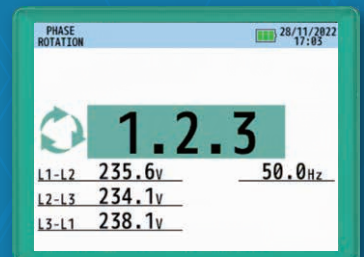 PHASE
ROTATION
28/11/2022
17:03
1.2.3
L1-L2 235.6V 50.0Hz
L2-L3 234.1V
L3-L1 238.1V